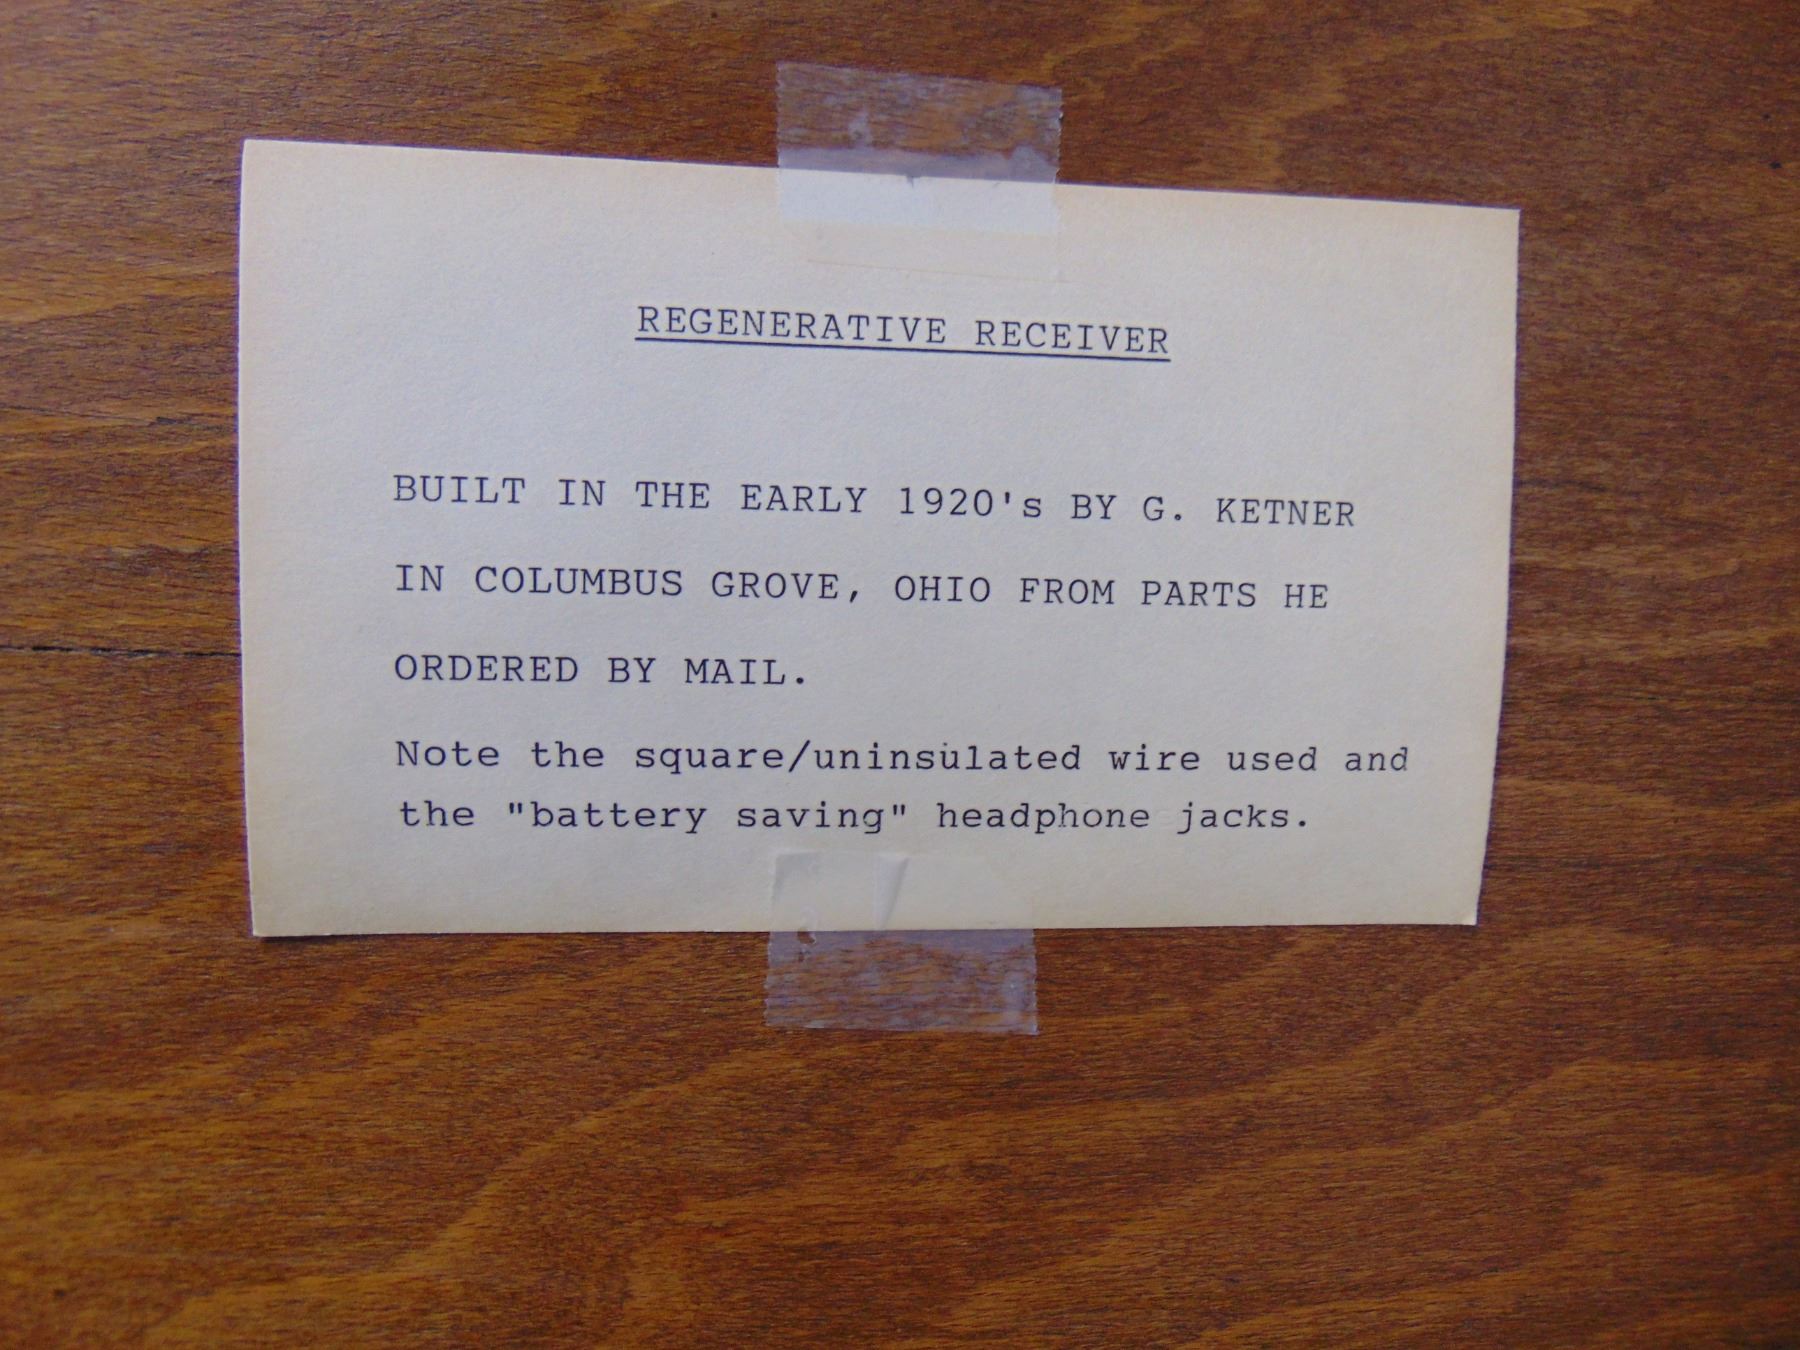 REGENERATIVE RECEIVER
BUILT IN THE EARLY 1920's BY G. KETNER
IN COLUMBUS GROVE, OHIO FROM PARTS HE
ORDERED BY MAIL.
Note the square/uninsulated wire used and
the "battery saving" headphone jacks.